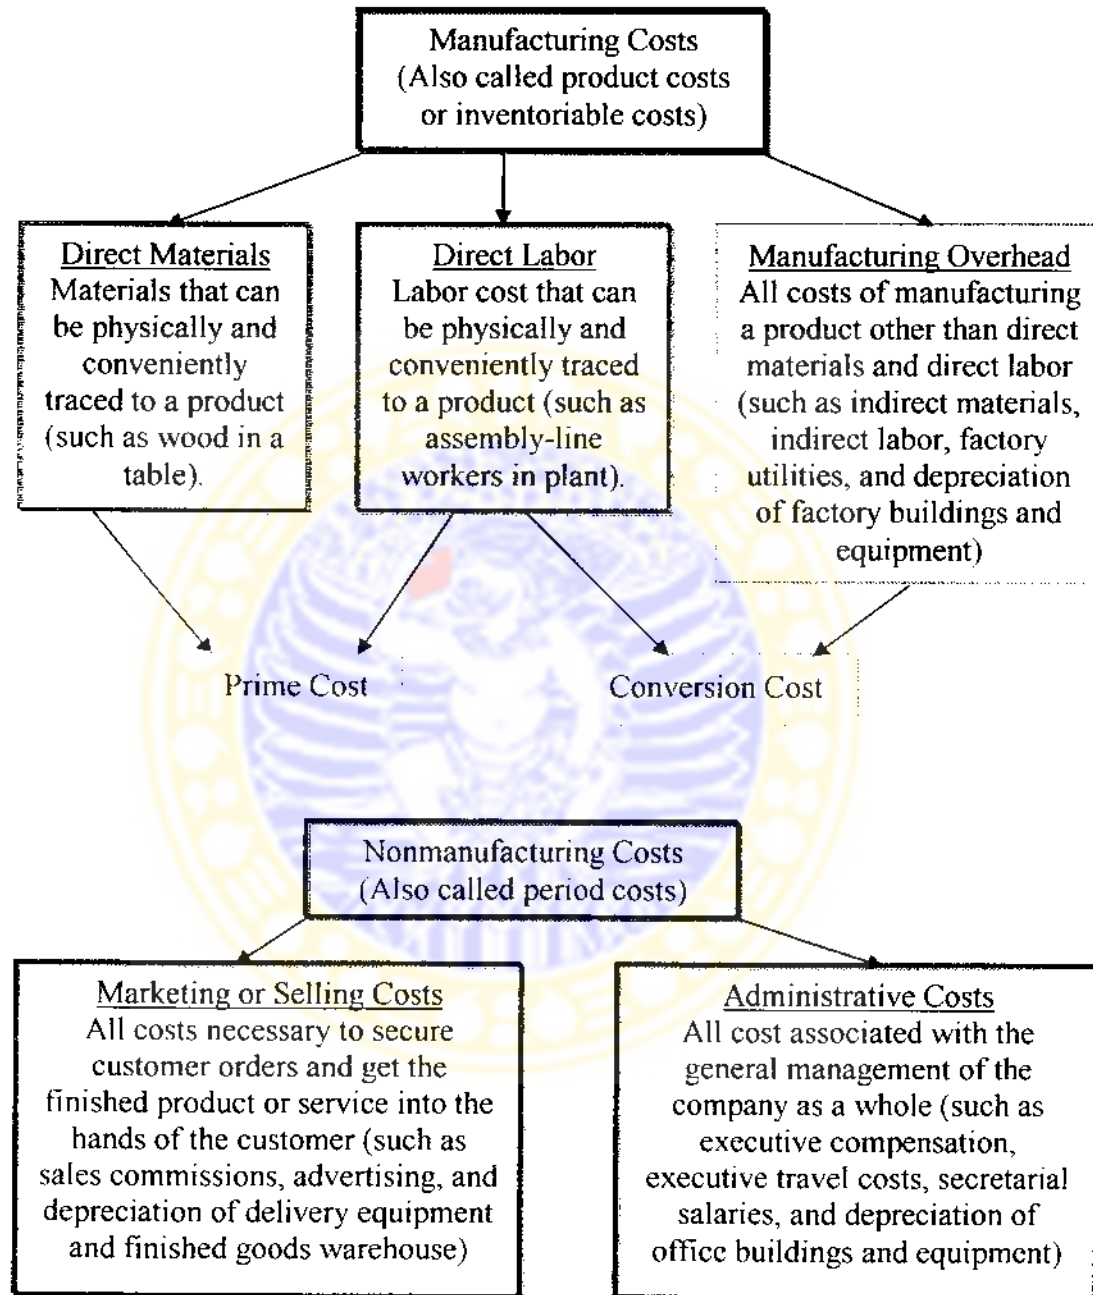 Manufacturing Costs
(Also called product costs
or inventoriable costs)
Direct Materials
Materials that can
be physically and
conveniently
traced to a product
(such as wood in a
table).
Direct Labor
Labor cost that can
be physically and
conveniently traced
to a product (such as
assembly-line
workers in plant).
Manufacturing Overhead
All costs of manufacturing
a product other than direct
materials and direct labor
(such as indirect materials,
indirect labor, factory
utilities, and depreciation
of factory buildings and
equipment)
Prime Cost
Conversion Cost
Nonmanufacturing Costs
(Also called period costs)
Marketing or Selling Costs
All costs necessary to secure
customer orders and get the
finished product or service into the
hands of the customer (such as
sales commissions, advertising, and
depreciation of delivery equipment
and finished goods warehouse)
Administrative Costs
All cost associated with the
general management of the
company as a whole (such as
executive compensation,
executive travel costs, secretarial
salaries, and depreciation of
office buildings and equipment)